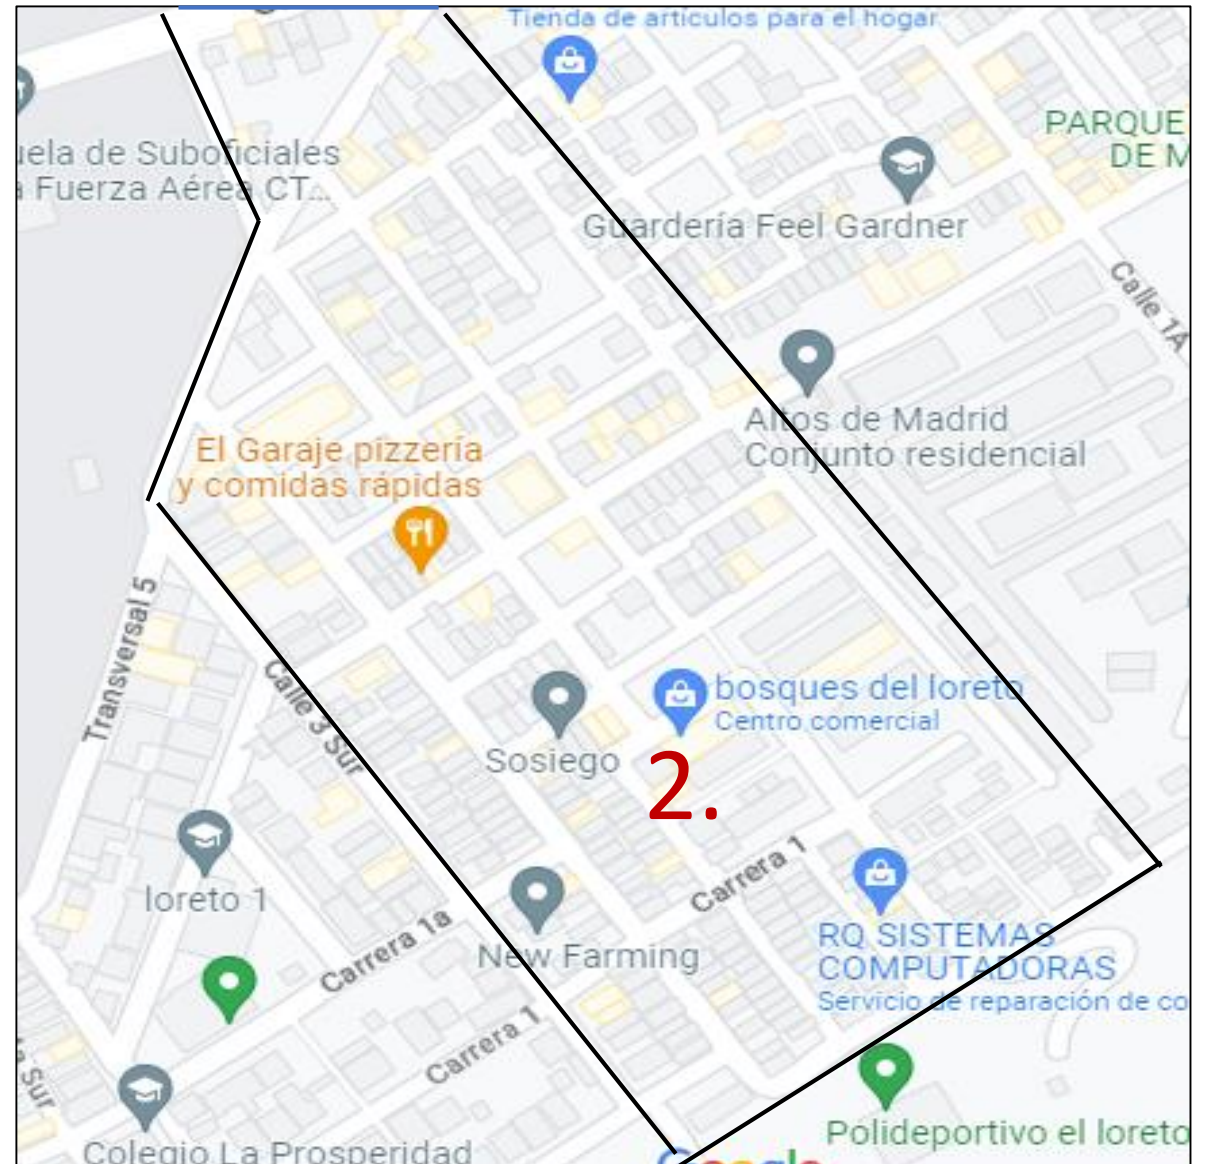 Tienda de artículos para el hogar
PARQUE
DE M
uela de Suboficiales
a Fuerza Aérea CT...
Guardería Feel Gardner
Calle 1A
Altos de Madrid
Conjunto residencial
El Garaje pizzería
y comidas rápidas
Transversal 5
Calle 3 Sur
bosques del loreto
Centro comercial
Sosiego
2.
Carrera 1
loreto 1
Carrera 1a
New Farming
RQ SISTEMAS
COMPUTADORAS
Servicio de reparación de co
Carrera 1
Sur
Polideportivo el loreto
Colegio La Prosperidad
Google